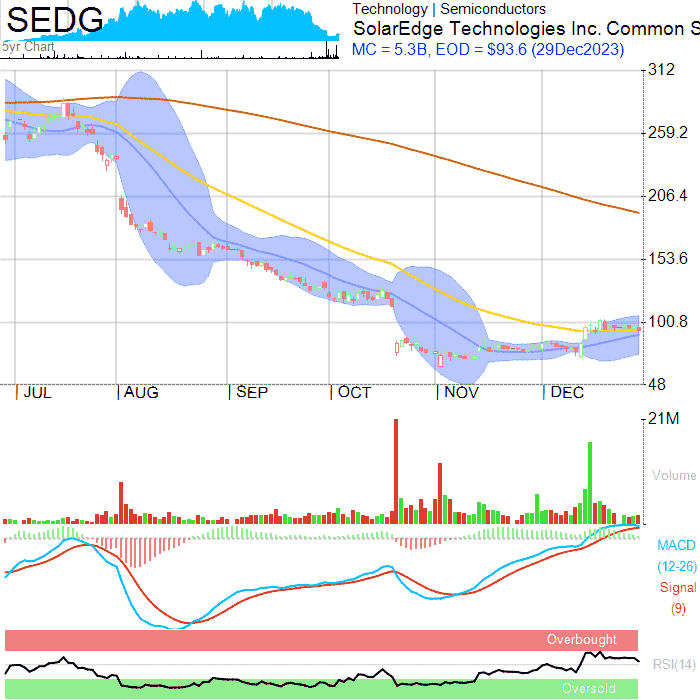 SEDG
5yr Chart
Technology | Semiconductors
SolarEdge Technologies Inc. Common S
MC = 5.3B, EOD = $93.6 (29Dec2023)
312
259.2
206.4
153.6
100.8
48
JUL
AUG
SEP
OCT
NOV
DEC
21M
Volume
MACD
(12-26)
Signal
(9)
Overbought
RSI(14)
Oversold